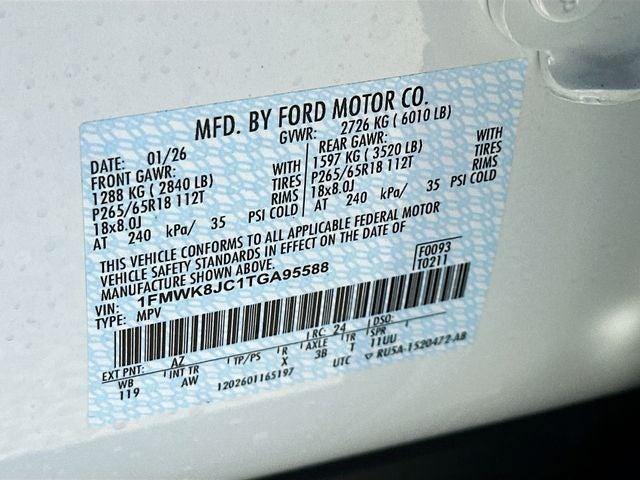 MFD. BY FORD MOTOR CO.
DATE: 01/26 GVWR: 2726 KG ( 6010 LB)
FRONT GAWR: REAR GAWR:
1288 KG ( 2840 LB) WITH 1597 KG ( 3520 LB) WITH
P265/65R18 112T TIRES P265/65R18 112T TIRES
18x8.0J RIMS 18x8.0J RIMS
AT 240 kPa/ 35 PSI COLD AT 240 kPa/ 35 PSI COLD
THIS VEHICLE CONFORMS TO ALL APPLICABLE FEDERAL MOTOR
VEHICLE SAFETY STANDARDS IN EFFECT ON THE DATE OF
MANUFACTURE SHOWN ABOVE.
VIN: 1FMWK8JC1TGA95588 F0093
TYPE: MPV T0211
EXT PNT: AZ RC: 24 DSO:
WB INT TR TP/PS R AXLE TR SPR
119 AW X 3B T 11UU
1202601165197 UTC RU5A-1520472-AB